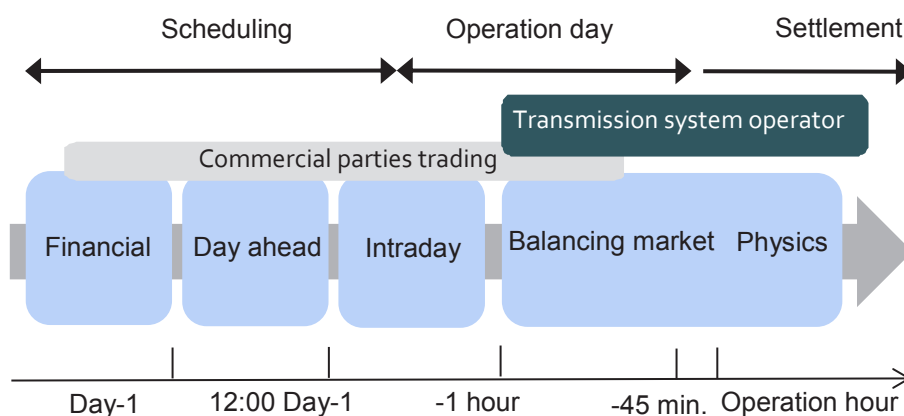 Scheduling
Operation day
Settlement
Transmission system operator
Commercial parties trading
Financial
Day ahead
Intraday
Balancing market
Physics
Day-1
12:00 Day-1
-1 hour
-45 min.
Operation hour